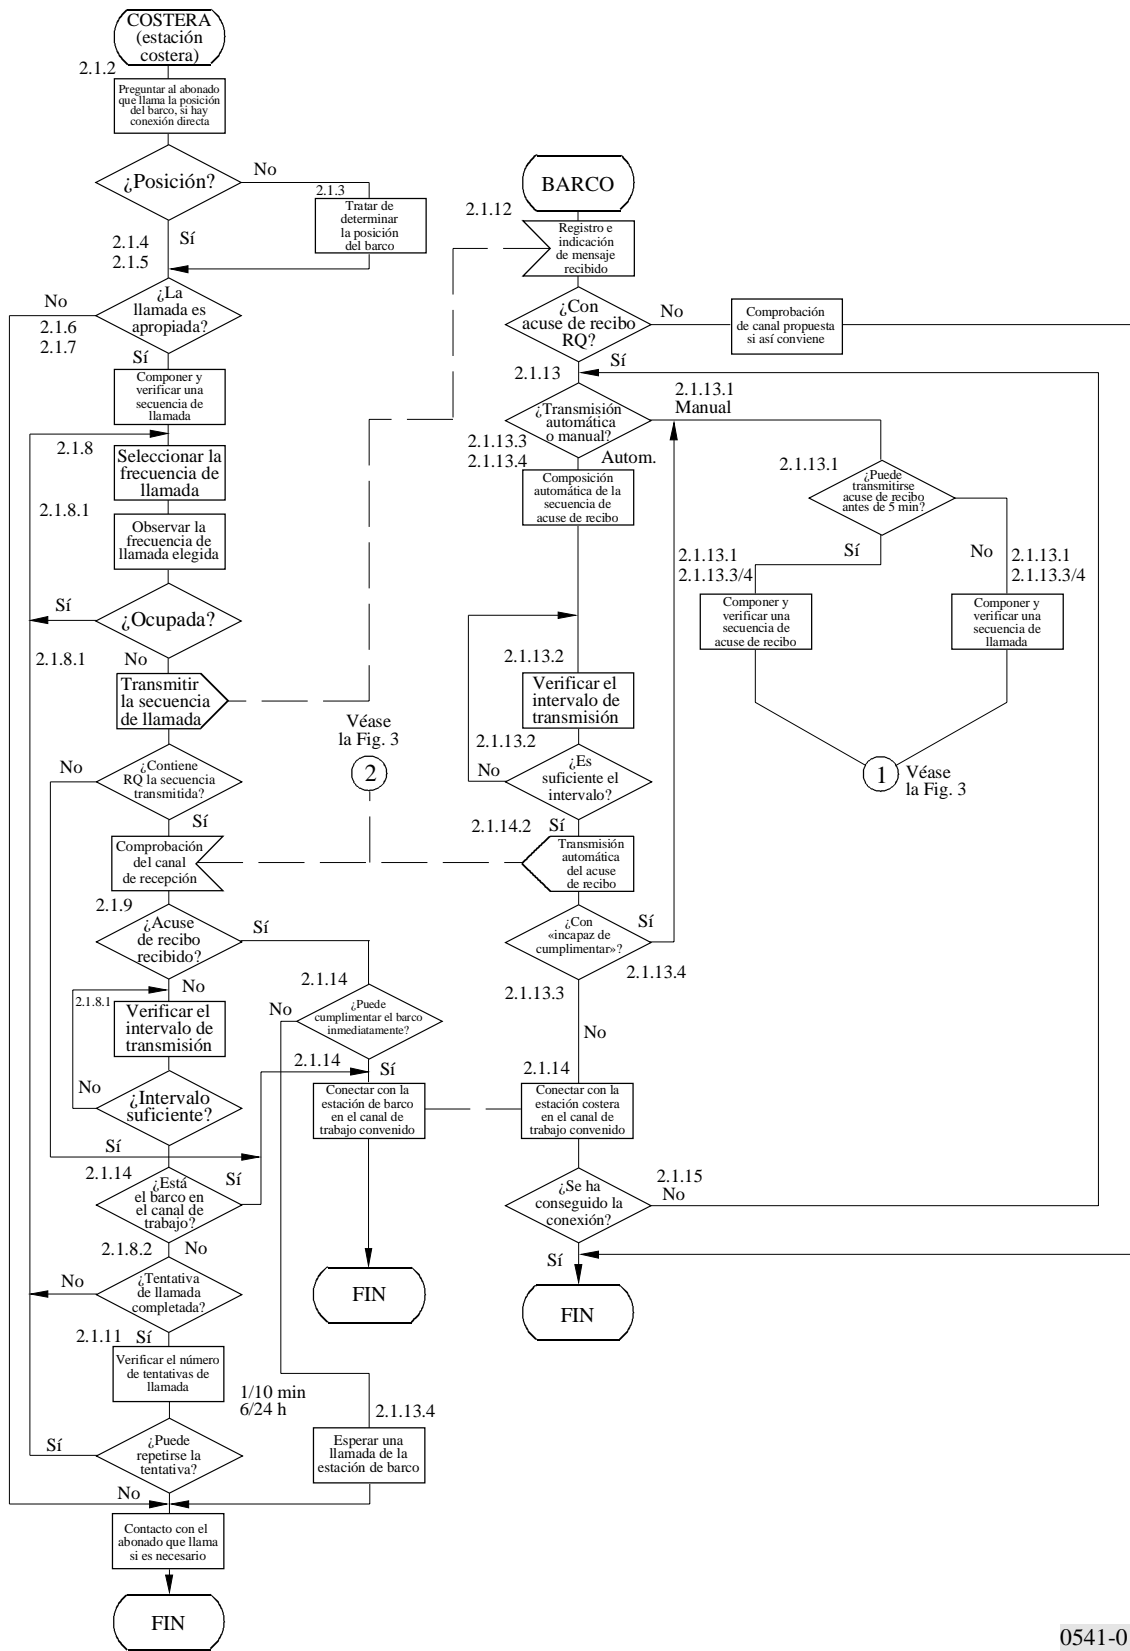 COSTERA
(estación
costera)
2.1.2
Preguntar al abonado
que llama la posición
del barco, si hay
conexión directa
¿Posición?
No
2.1.3
Tratar de
determinar
la posición
del barco
Sí
2.1.4
2.1.5
¿La
llamada es
apropiada?
No
2.1.6
2.1.7
Sí
Componer y
verificar una
secuencia de
llamada
2.1.8
Seleccionar la
frecuencia de
llamada
2.1.8.1
Observar la
frecuencia de
llamada elegida
Sí
¿Ocupada?
2.1.8.1
No
Transmitir
la secuencia
de llamada
No
¿Contiene
RQ la secuencia
transmitida?
Sí
Comprobación
del canal
de recepción
2.1.9
¿Acuse
de recibo
recibido?
Sí
No
2.1.8.1
Verificar el
intervalo de
transmisión
No
¿Intervalo
suficiente?
Sí
2.1.14
¿Está
el barco en
el canal de
trabajo?
Sí
2.1.8.2
No
No
¿Tentativa
de llamada
completada?
2.1.11
Sí
Verificar el número
de tentativas de
llamada
1/10 min
6/24 h
Sí
¿Puede
repetirse la
tentativa?
No
Contacto con el
abonado que llama
si es necesario
FIN
Véase
la Fig. 3
2
2.1.14
No
¿Puede
cumplimentar el barco
inmediatamente?
2.1.14
Sí
Conectar con la
estación de barco
en el canal de
trabajo convenido
FIN
2.1.13.4
Esperar una
llamada de la
estación de barco
BARCO
2.1.12
Registro e
indicación
de mensaje
recibido
¿Con
acuse de recibo
RQ?
No
Comprobación
de canal propuesta
si así conviene
Sí
2.1.13
¿Transmisión
automática
o manual?
2.1.13.1
Manual
2.1.13.3
2.1.13.4
Autom.
Composición
automática de la
secuencia de
acuse de recibo
2.1.13.1
¿Puede
transmitirse
acuse de recibo
antes de 5 min?
Sí
No
2.1.13.1
2.1.13.3/4
2.1.13.1
2.1.13.3/4
Componer y
verificar una
secuencia de
acuse de recibo
Componer y
verificar una
secuencia de
llamada
1
Véase
la Fig. 3
2.1.13.2
Verificar el
intervalo de
transmisión
2.1.13.2
No
¿Es
suficiente el
intervalo?
Sí
2.1.14.2
Transmisión
automática
del acuse
de recibo
¿Con
«incapaz de
cumplimentar»?
Sí
2.1.13.4
2.1.13.3
No
2.1.14
Conectar con la
estación costera
en el canal de
trabajo convenido
¿Se ha
conseguido la
conexión?
2.1.15
No
Sí
FIN
0541-0